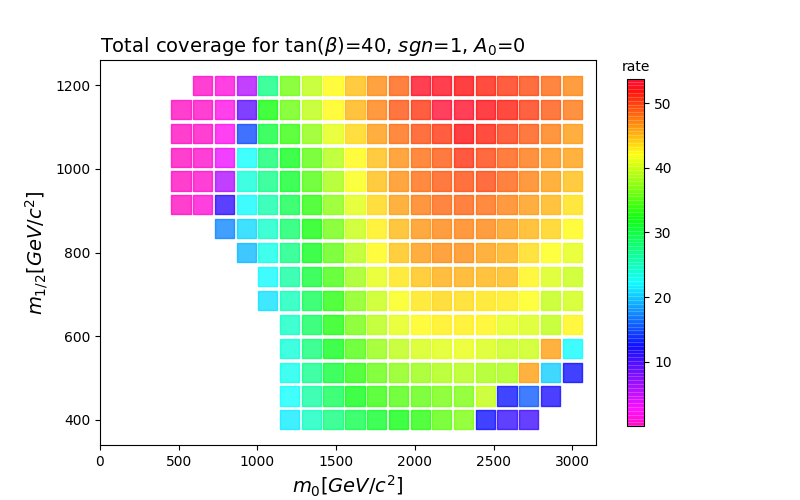 Total coverage for tan(β)=40, sgn=1, A₀=0
rate
1200
1000
800
600
400
m₁/₂[GeV/c²]
50
40
30
20
10
0 500 1000 1500 2000 2500 3000
m₀[GeV/c²]